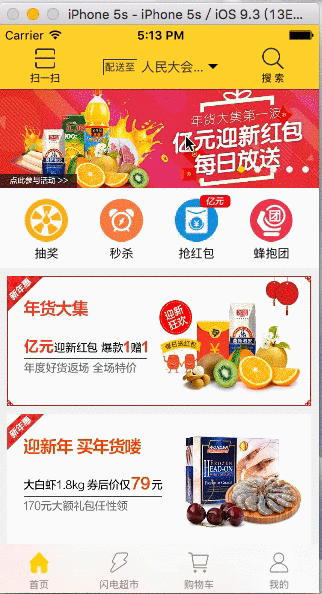 iPhone 5s - iPhone 5s / iOS 9.3 (13E...
Carrier
5:13 PM
扫一扫
配送至 人民大会...
搜 索
年货大集第一波
亿元迎新红包
每日放送
点此参与活动 >>
亿元
抽奖
秒杀
抢红包
蜂抱团
新年惠
年货大集
迎新
狂欢
亿元迎新红包 爆款1赠1
每日送红包
年度好货返场 全场特价
新年惠
迎新年 买年货喽
大白虾1.8kg 券后价仅79元
170元大额礼包任性领
FROZEN
HEAD-ON
首页
闪电超市
购物车
我的